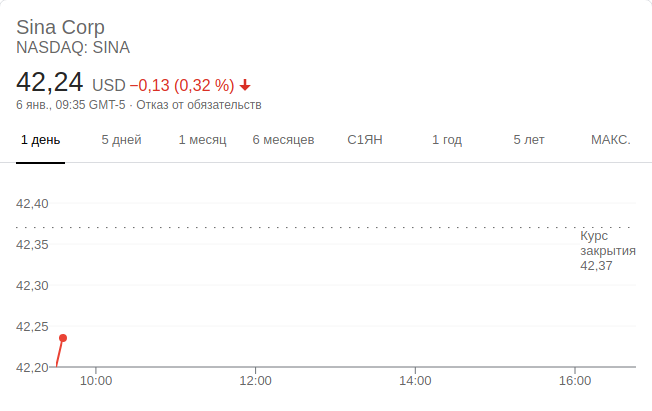 Sina Corp
NASDAQ: SINA
42,24 USD −0,13 (0,32 %)
6 янв., 09:35 GMT-5 · Отказ от обязательств
1 день 5 дней 1 месяц 6 месяцев С1ЯН 1 год 5 лет МАКС.
42,40
42,35
Курс
закрытия
42,37
42,30
42,25
42,20
10:00 12:00 14:00 16:00